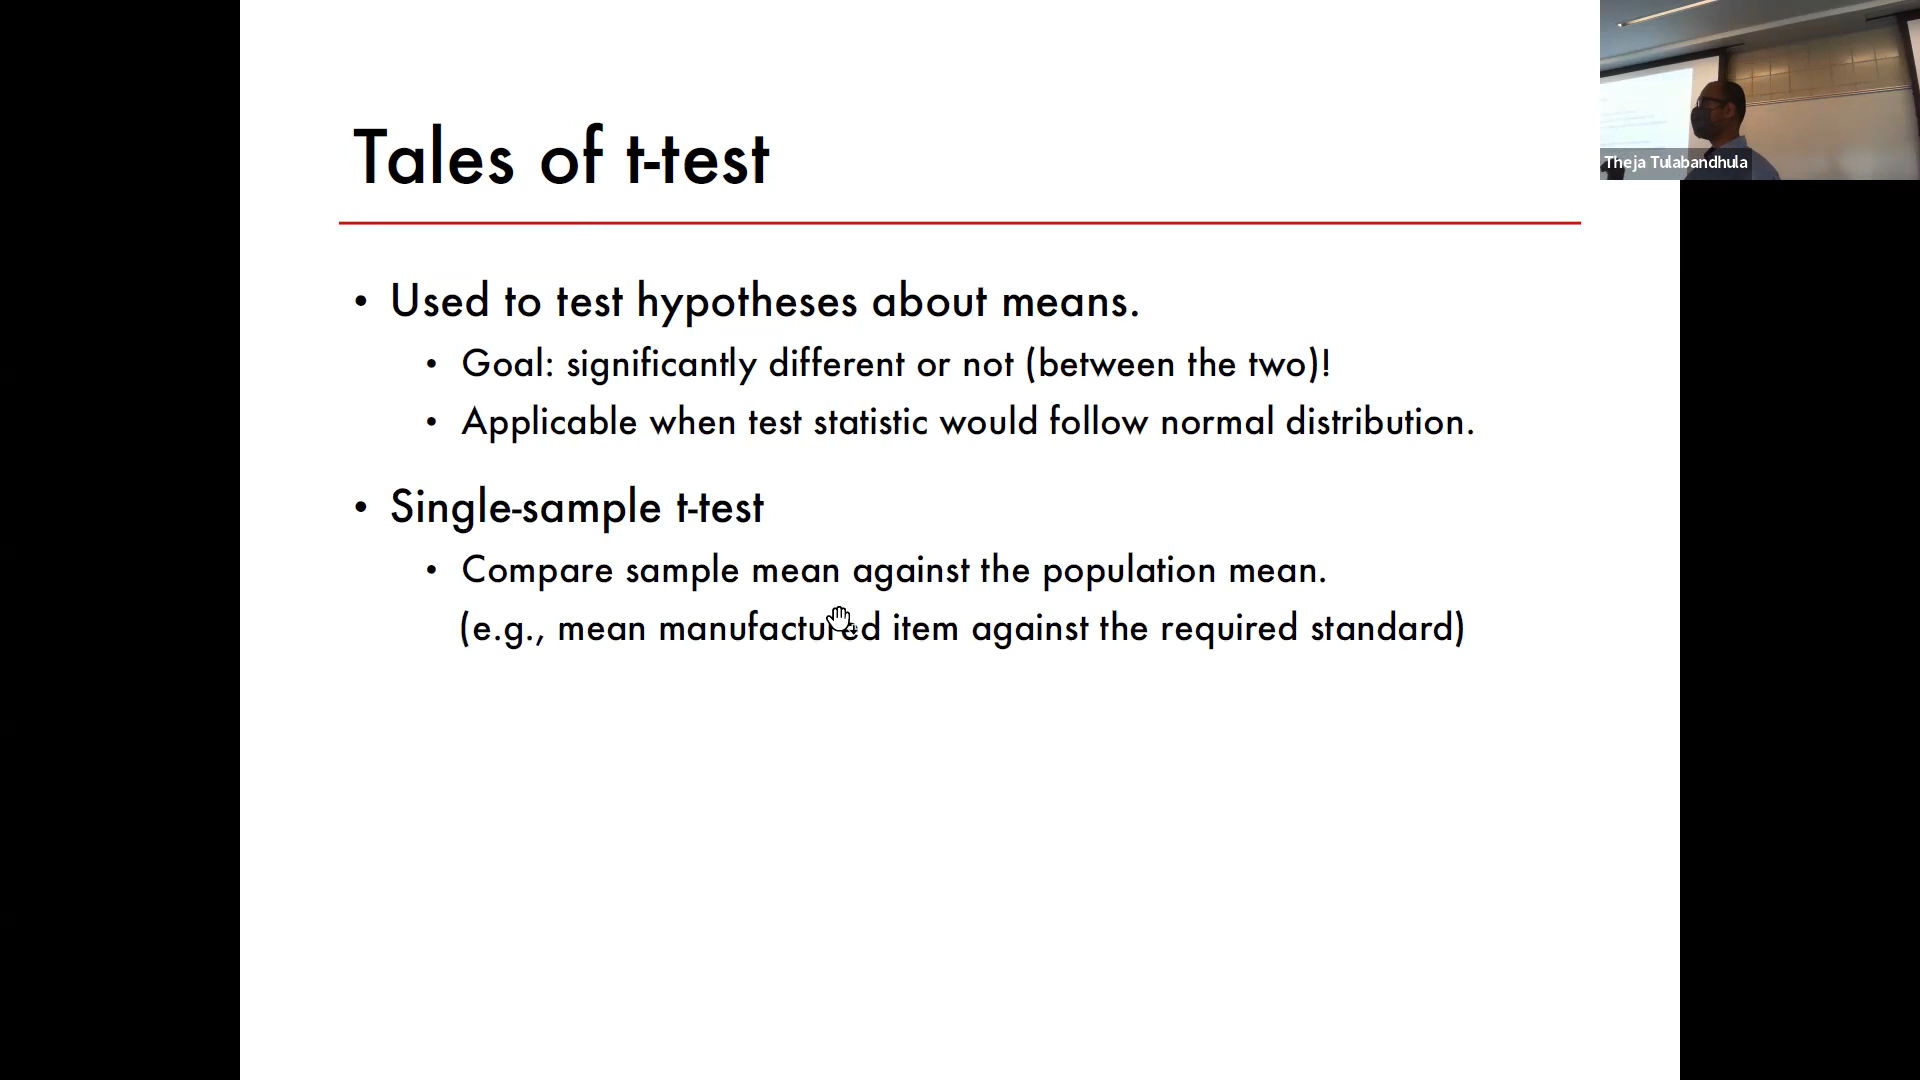 Tales of t-test
• Used to test hypotheses about means.
• Goal: significantly different or not (between the two)!
• Applicable when test statistic would follow normal distribution.
• Single-sample t-test
• Compare sample mean against the population mean.
(e.g., mean manufactured item against the required standard)
Theja Tulabandhula